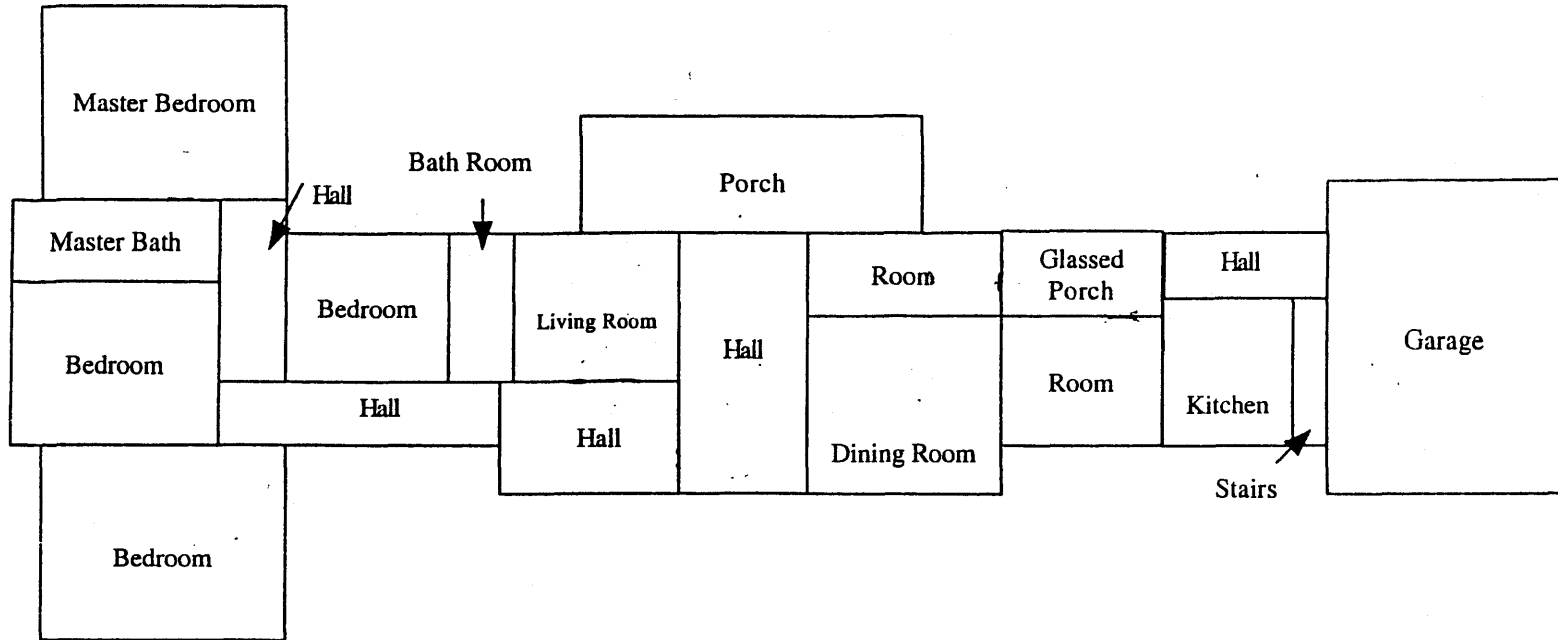 Master Bedroom
Bath Room
Hall
Porch
Master Bath
Room
Glassed
Porch
Hall
Bedroom
Living Room
Hall
Garage
Bedroom
Room
Hall
Kitchen
Hall
Dining Room
Stairs
Bedroom